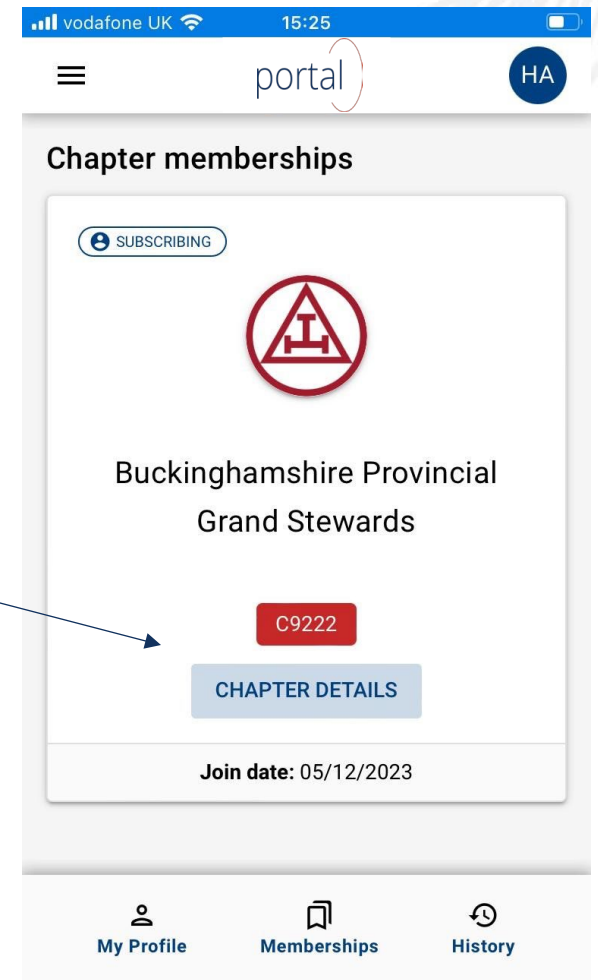 vodafone UK 15:25
portal HA
Chapter memberships
SUBSCRIBING
Buckinghamshire Provincial
Grand Stewards
C9222
CHAPTER DETAILS
Join date: 05/12/2023
My Profile Memberships History